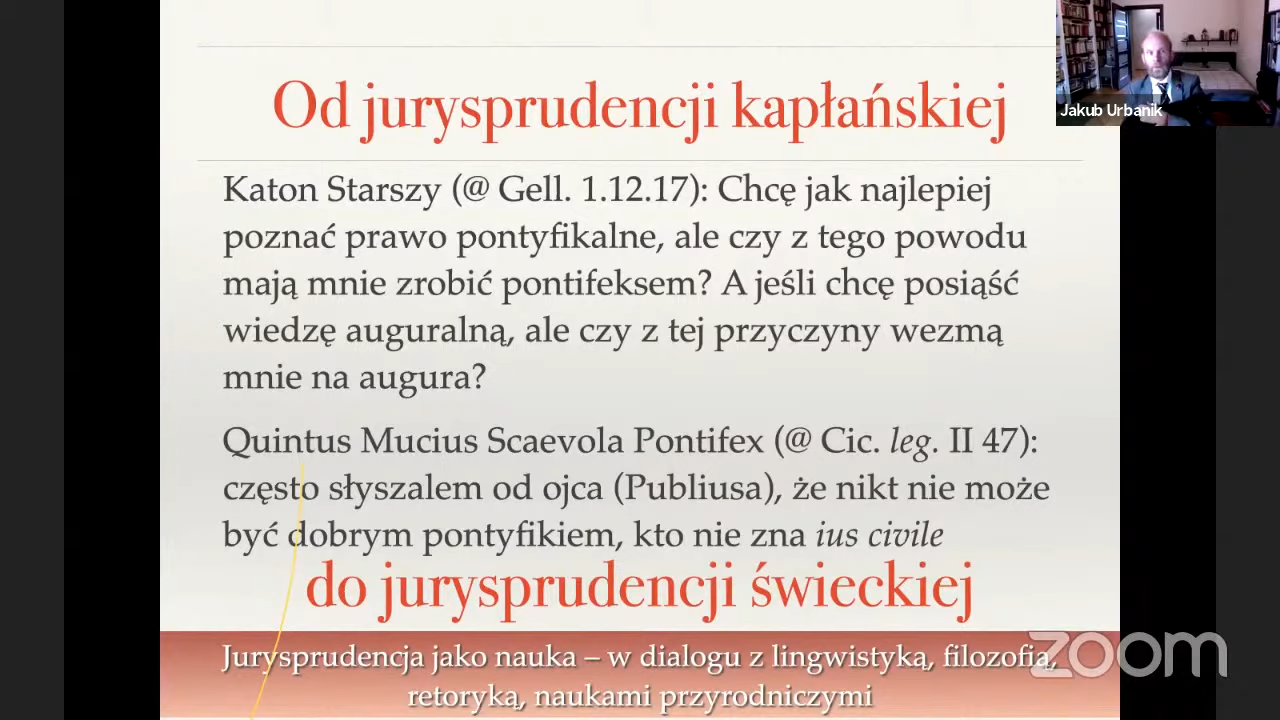 Od jurysprudencji kapłańskiej
Jakub Urbanik
Katon Starszy (@ Gell. 1.12.17): Chcę jak najlepiej
poznać prawo pontyfikalne, ale czy z tego powodu
mają mnie zrobić pontifeksem? A jeśli chcę posiąść
wiedzę auguralną, ale czy z tej przyczyny wezmą
mnie na augura?
Quintus Mucius Scaevola Pontifex (@ Cic. leg. II 47):
często słyszalem od ojca (Publiusa), że nikt nie może
być dobrym pontyfikiem, kto nie zna ius civile
do jurysprudencji świeckiej
Jurysprudencja jako nauka – w dialogu z lingwistyką, filozofią,
retoryką, naukami przyrodniczymi
zoom